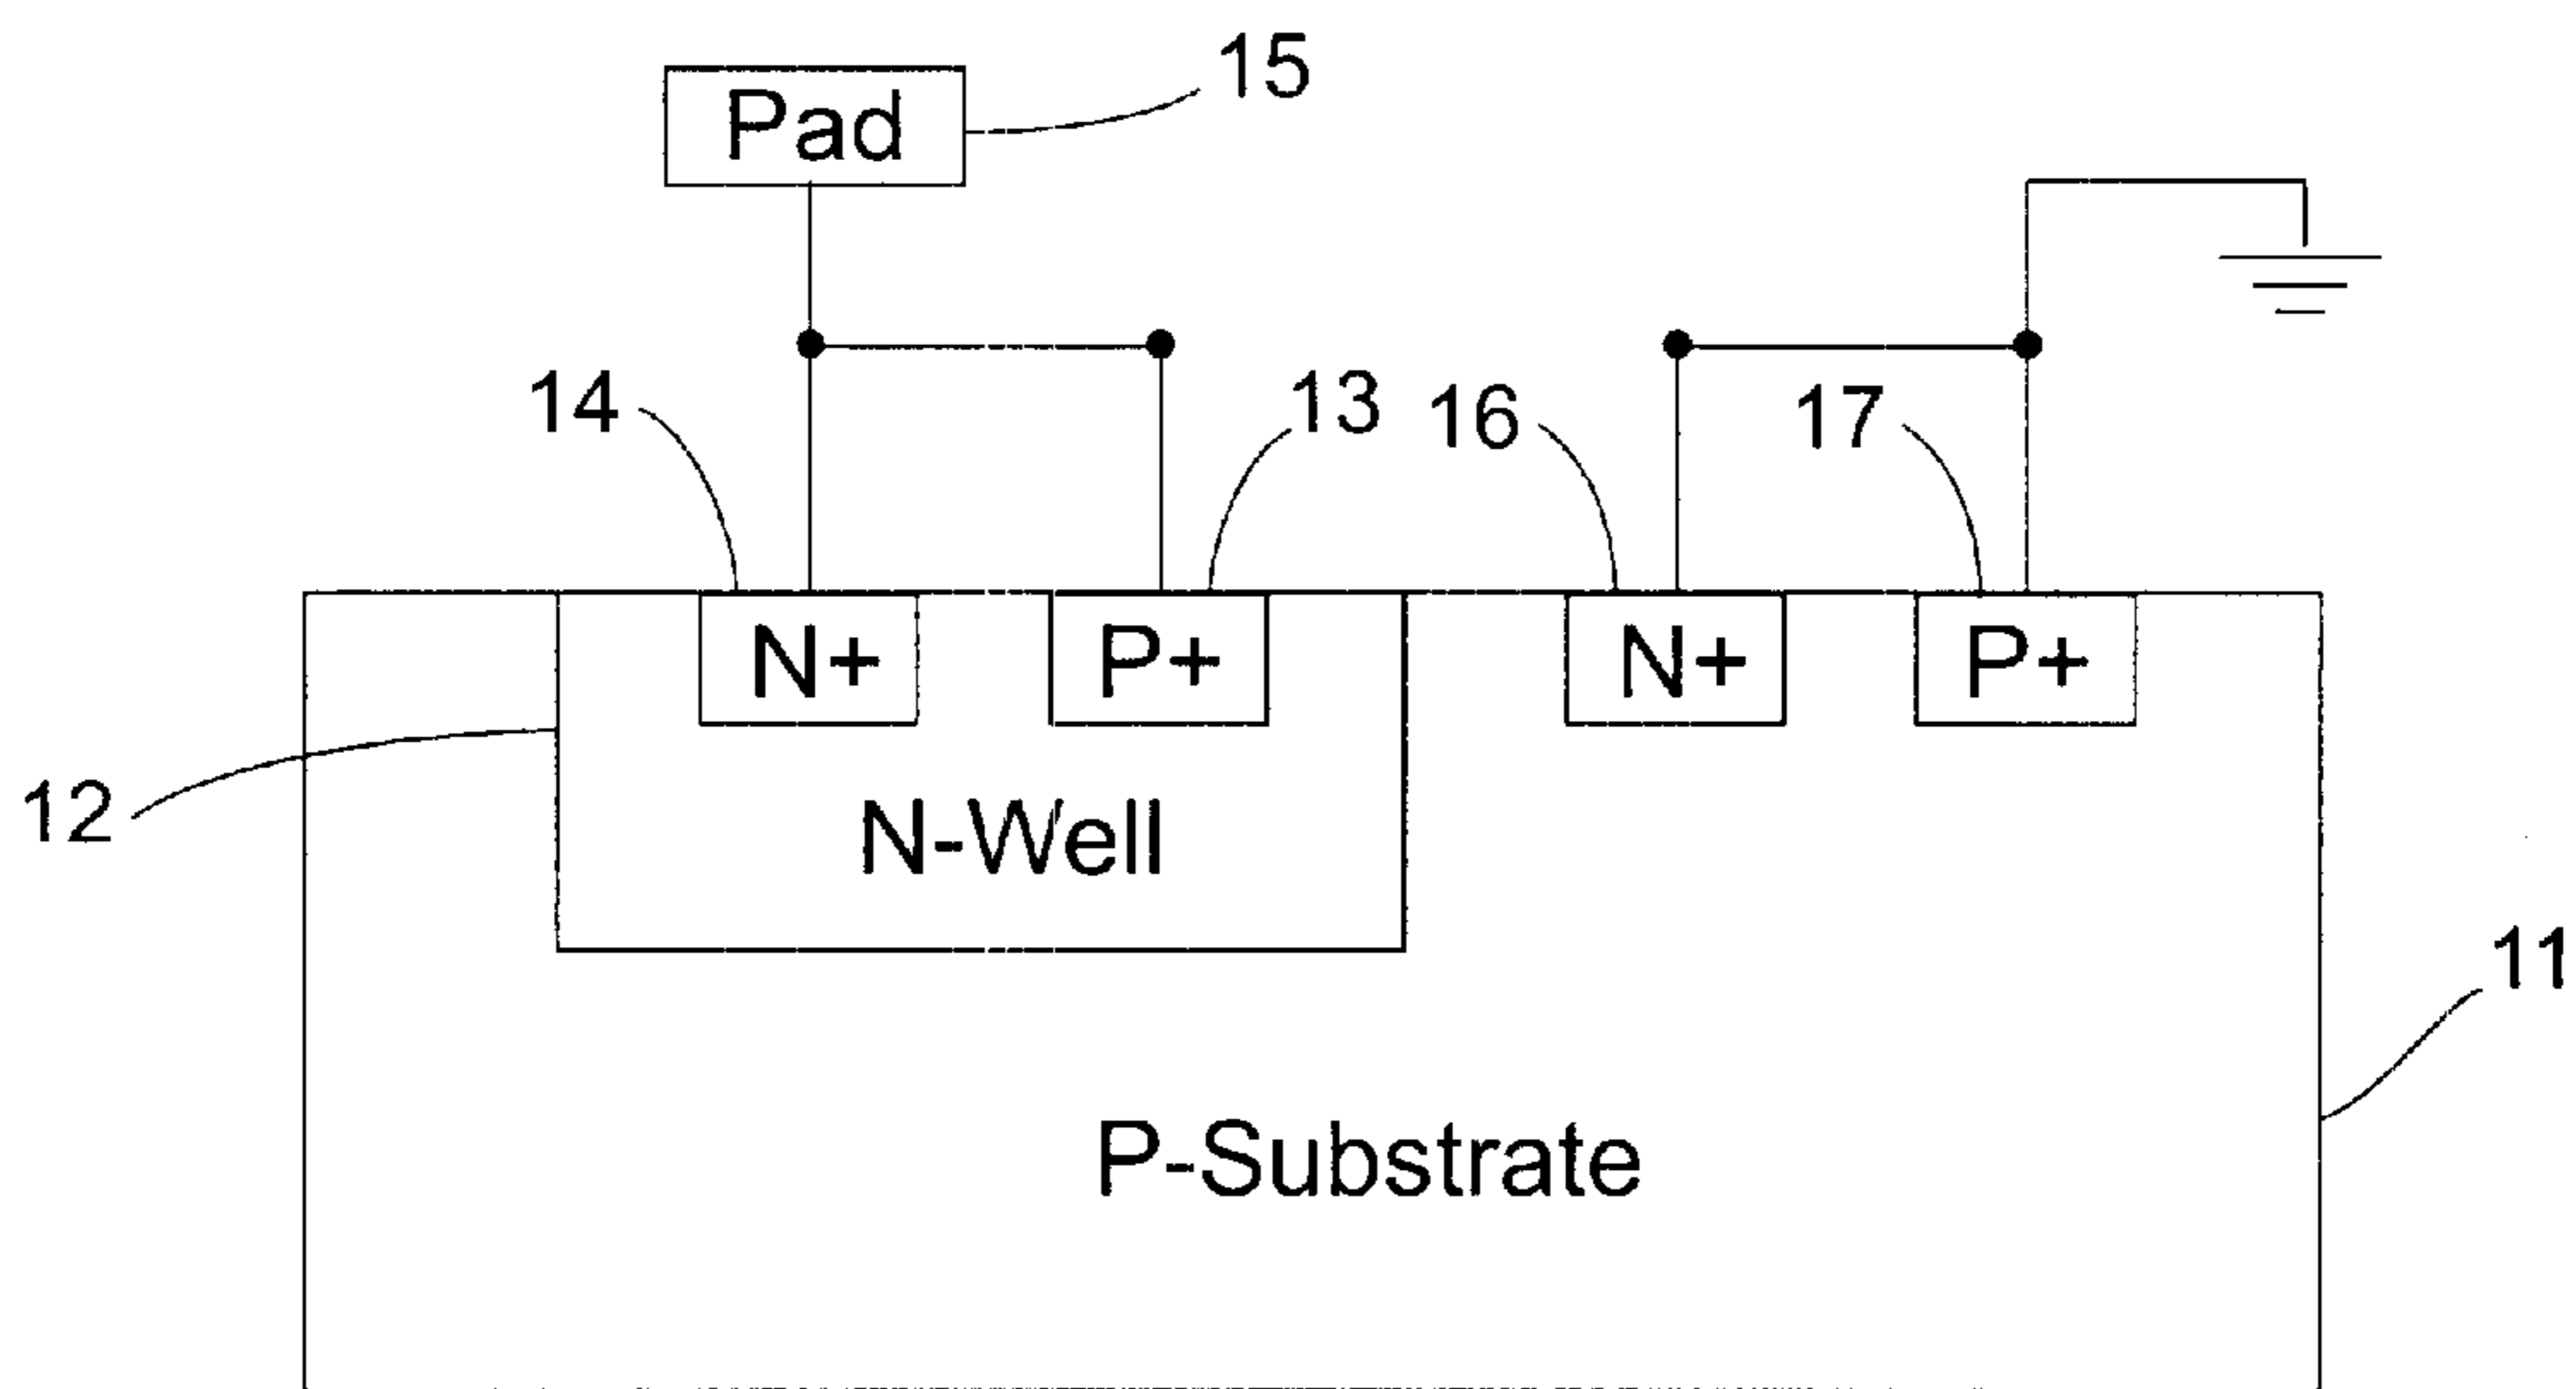 15
Pad
14
13
16
17
N+
P+
N+
P+
12
N-Well
11
P-Substrate